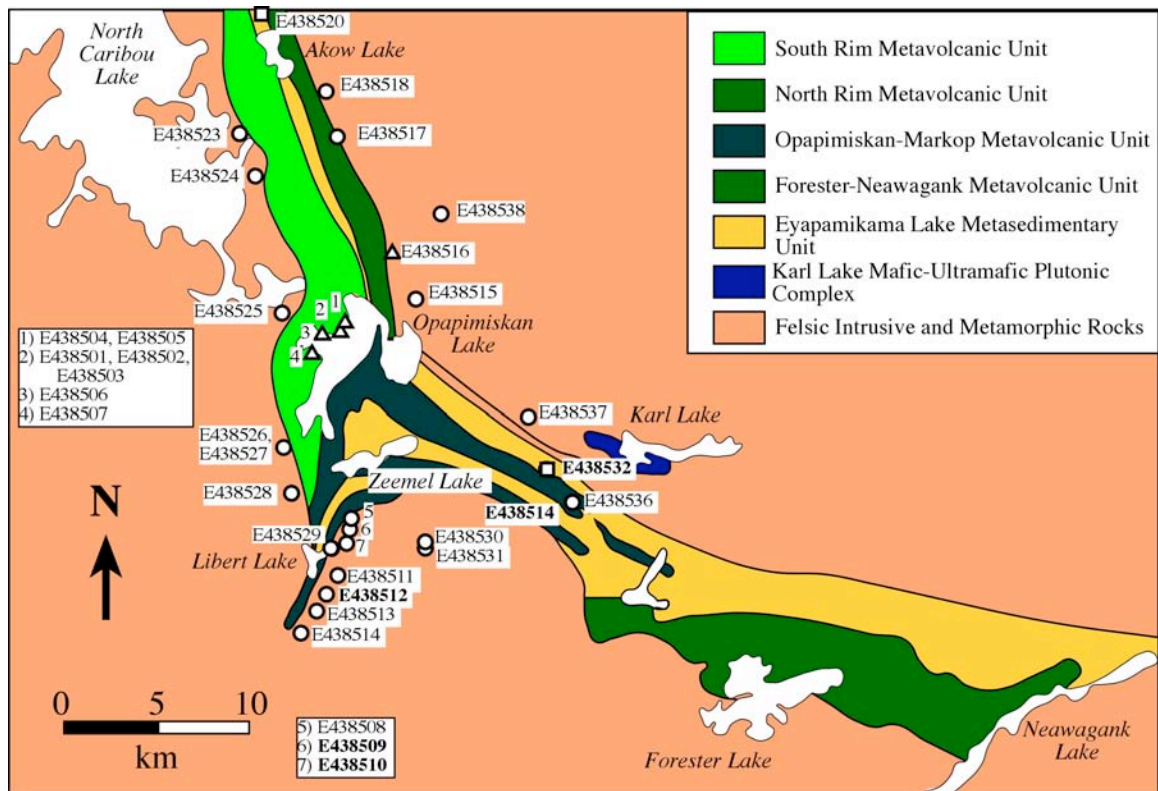 North
Caribou
Lake
E438520
Akow Lake
E438518
E438517
E438523
E438524
E438538
E438516
E438515
E438525
Opapimiskan
Lake
1
2
3
4
1) E438504, E438505
2) E438501, E438502,
E438503
3) E438506
4) E438507
E438537
Karl Lake
E438526,
E438527
E438532
Zeemel Lake
E438528
E438536
E438514
N
5
6
7
E438529
E438530
E438531
Libert Lake
E438511
E438512
E438513
E438514
0 5 10
km
5) E438508
6) E438509
7) E438510
Forester Lake
Neawagank
Lake
South Rim Metavolcanic Unit
North Rim Metavolcanic Unit
Opapimiskan-Markop Metavolcanic Unit
Forester-Neawagank Metavolcanic Unit
Eyapamikama Lake Metasedimentary
Unit
Karl Lake Mafic-Ultramafic Plutonic
Complex
Felsic Intrusive and Metamorphic Rocks